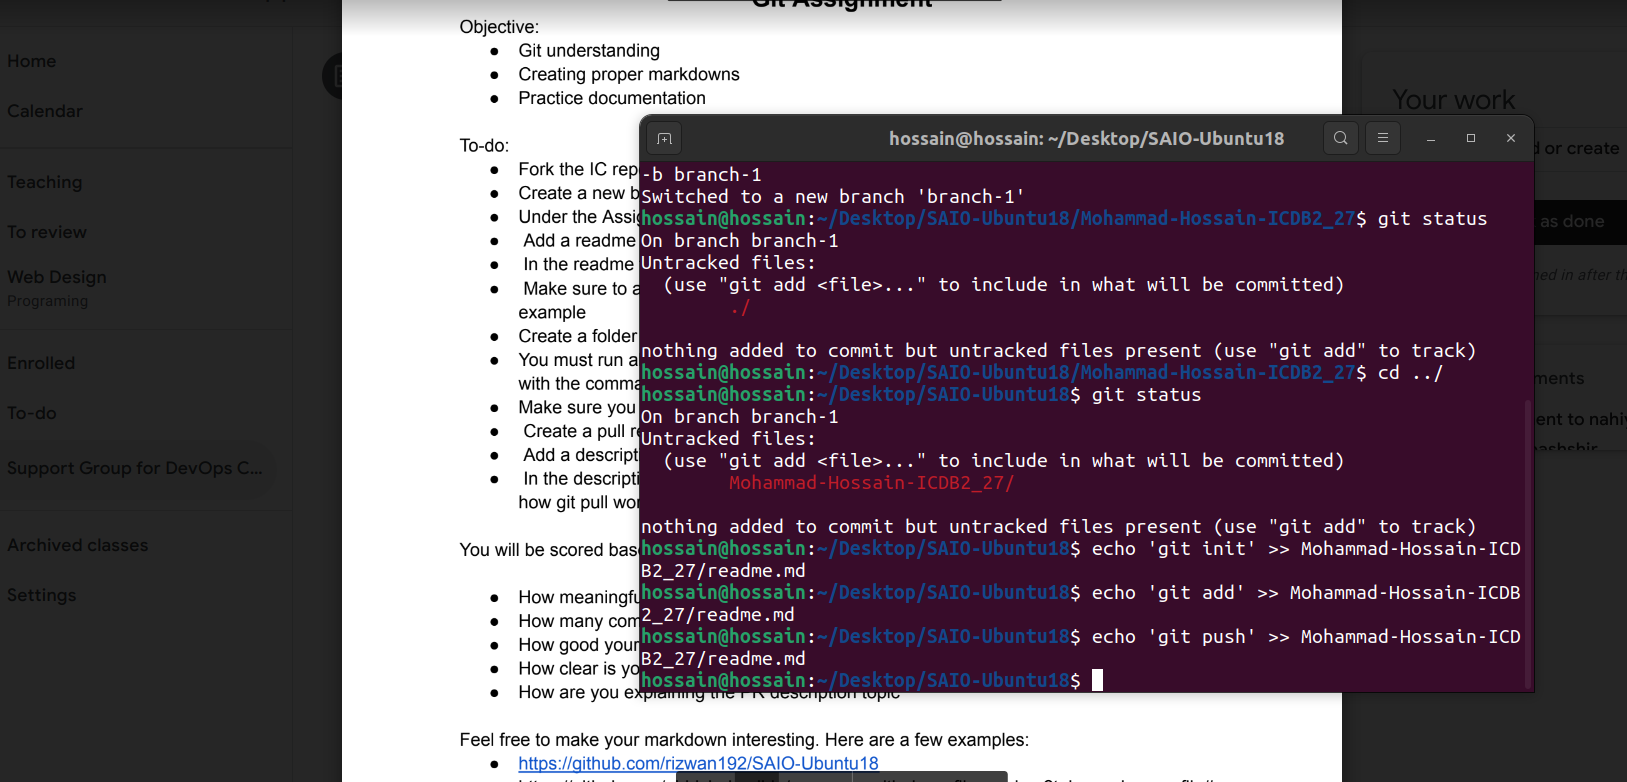 Git Assignment
Home
Calendar
Teaching
To review
Web Design
Programing
Enrolled
To-do
Support Group for DevOps C...
Archived classes
Settings
Objective:
● Git understanding
● Creating proper markdowns
● Practice documentation
To-do:
● Fork the IC rep
● Create a new b
● Under the Assig
● Add a readme
● In the readme
● Make sure to a
example
● Create a folder
● You must run a
with the comma
● Make sure you
● Create a pull re
● Add a descript
● In the descripti
how git pull wor
You will be scored base
● How meaningfu
● How many com
● How good your
● How clear is yo
● How are you explaining the PR description topic
Feel free to make your markdown interesting. Here are a few examples:
● https://github.com/rizwan192/SAIO-Ubuntu18
hossain@hossain: ~/Desktop/SAIO-Ubuntu18
-b branch-1
Switched to a new branch 'branch-1'
hossain@hossain:~/Desktop/SAIO-Ubuntu18/Mohammad-Hossain-ICDB2_27$ git status
On branch branch-1
Untracked files:
(use "git add <file>..." to include in what will be committed)
./
nothing added to commit but untracked files present (use "git add" to track)
hossain@hossain:~/Desktop/SAIO-Ubuntu18/Mohammad-Hossain-ICDB2_27$ cd ../
hossain@hossain:~/Desktop/SAIO-Ubuntu18$ git status
On branch branch-1
Untracked files:
(use "git add <file>..." to include in what will be committed)
Mohammad-Hossain-ICDB2_27/
nothing added to commit but untracked files present (use "git add" to track)
hossain@hossain:~/Desktop/SAIO-Ubuntu18$ echo 'git init' >> Mohammad-Hossain-ICD
B2_27/readme.md
hossain@hossain:~/Desktop/SAIO-Ubuntu18$ echo 'git add' >> Mohammad-Hossain-ICDB
2_27/readme.md
hossain@hossain:~/Desktop/SAIO-Ubuntu18$ echo 'git push' >> Mohammad-Hossain-ICD
B2_27/readme.md
hossain@hossain:~/Desktop/SAIO-Ubuntu18$
Your work
d or create
as done
ned in after th
ments
ent to nahi